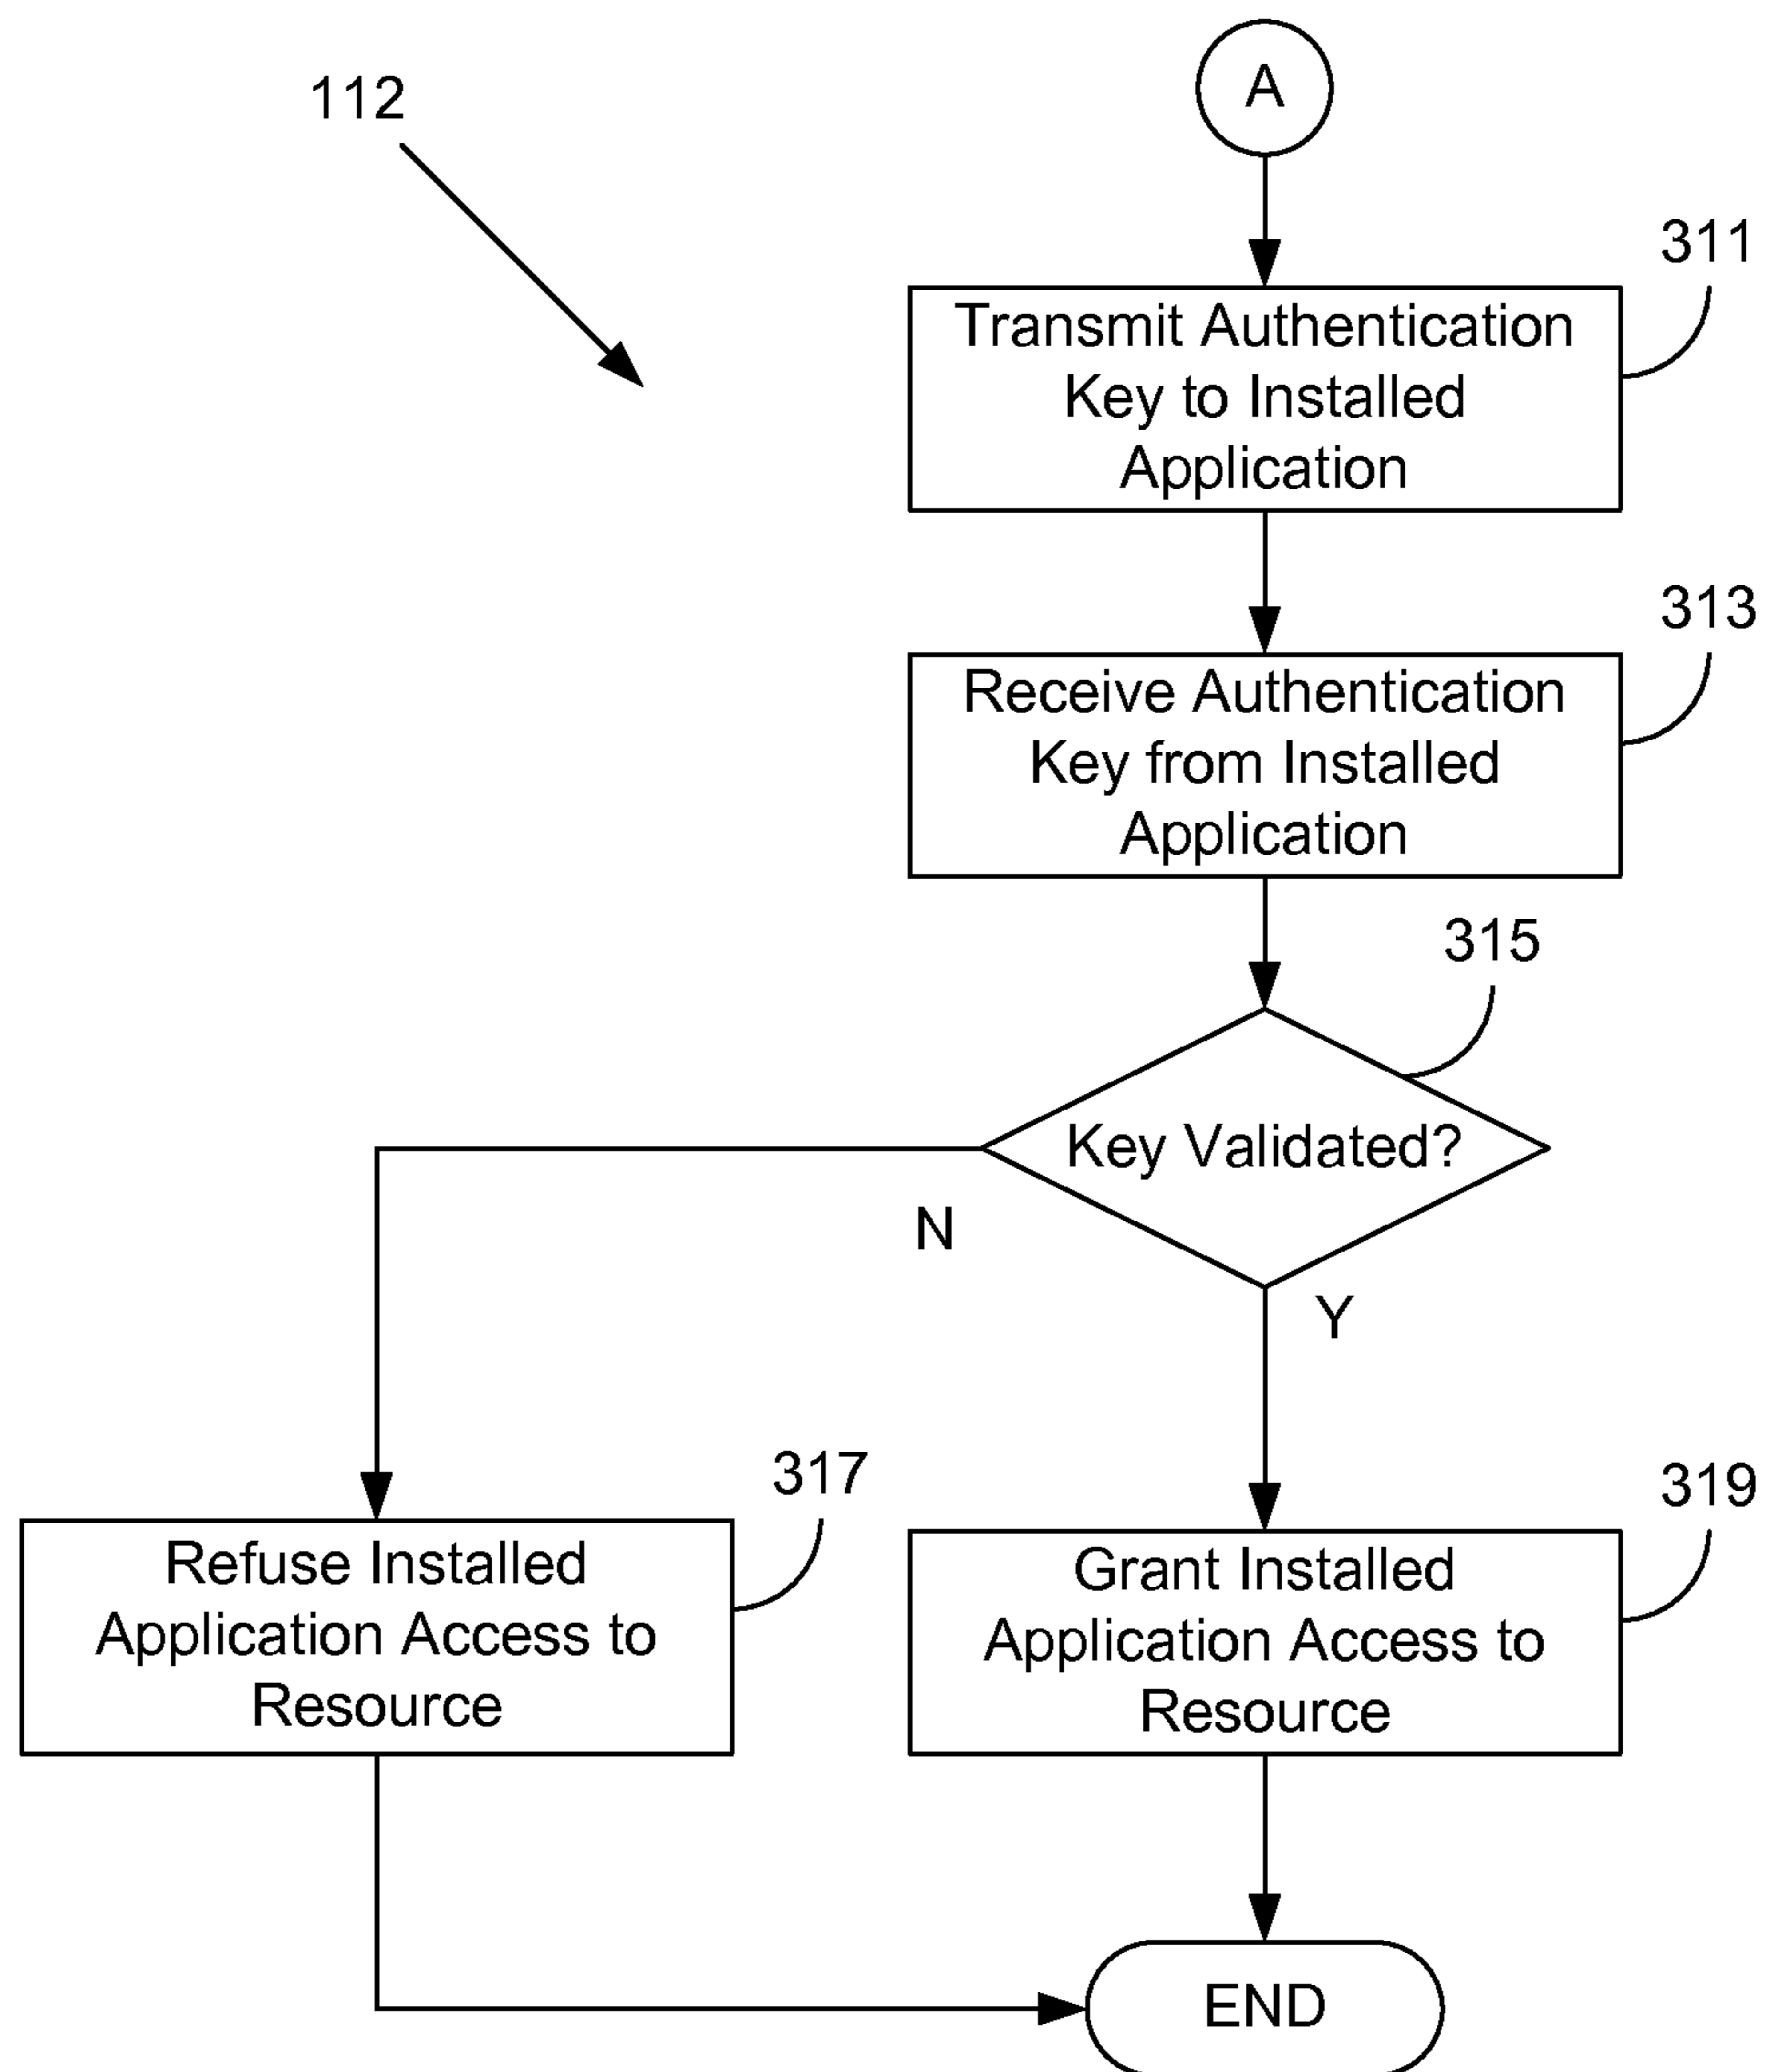 112
A
311
Transmit Authentication
Key to Installed
Application
313
Receive Authentication
Key from Installed
Application
315
Key Validated?
N
Y
317
Refuse Installed
Application Access to
Resource
319
Grant Installed
Application Access to
Resource
END